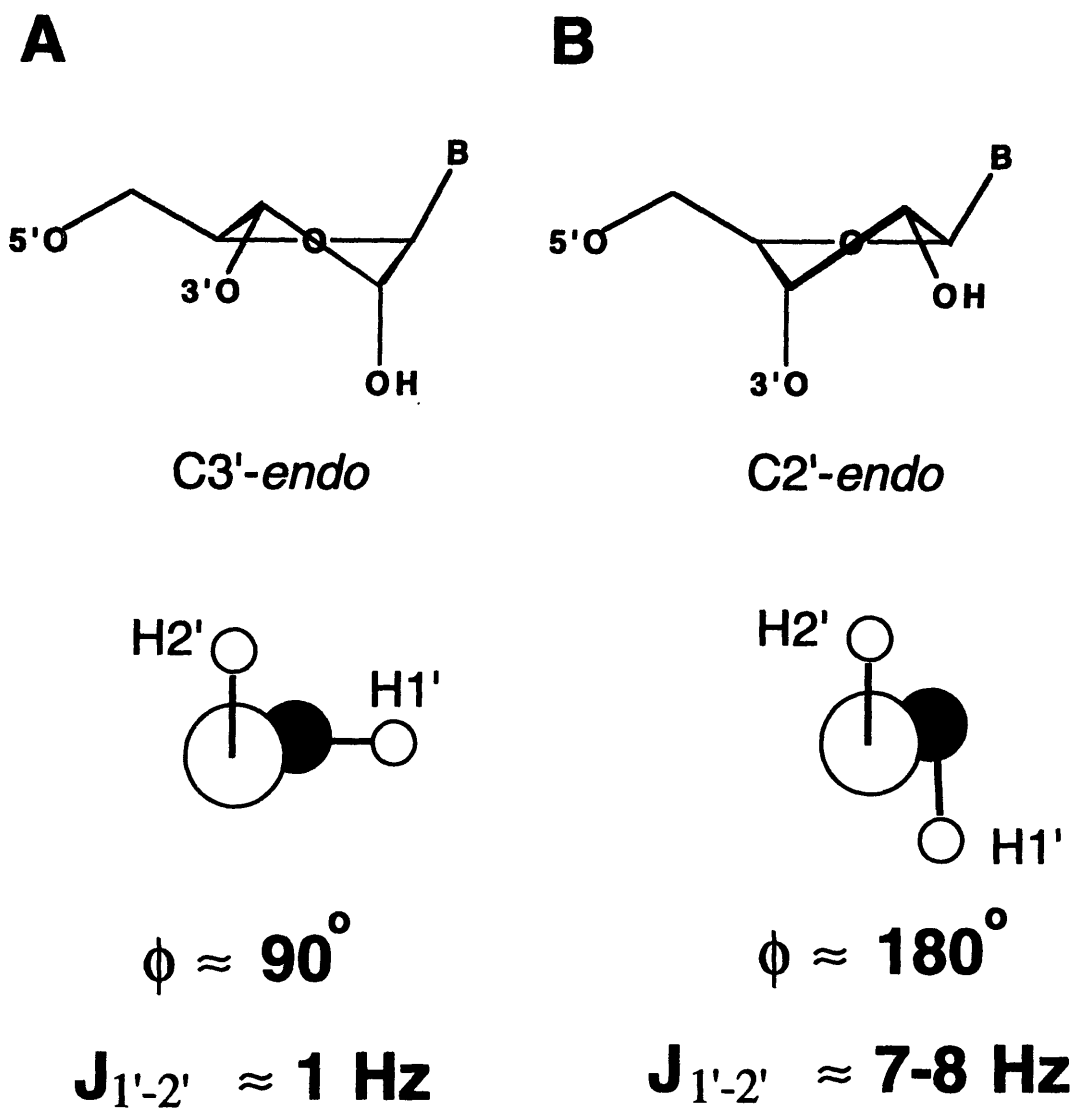 A B
B B
5'O O 5'O O
3'O OH
OH 3'O
C3'-endo C2'-endo
H2' H2'
H1'
H1'
ϕ ≈ 90° ϕ ≈ 180°
J1'-2' ≈ 1 Hz J1'-2' ≈ 7-8 Hz